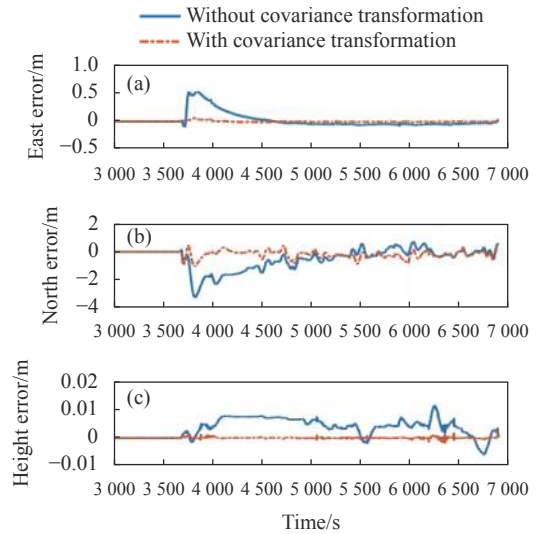 Without covariance transformation
With covariance transformation
East error/m
1.0
0.5
0
−0.5
(a)
3 000 3 500 4 000 4 500 5 000 5 500 6 000 6 500 7 000
North error/m
2
0
−2
−4
(b)
3 000 3 500 4 000 4 500 5 000 5 500 6 000 6 500 7 000
Height error/m
0.02
0.01
0
−0.01
(c)
3 000 3 500 4 000 4 500 5 000 5 500 6 000 6 500 7 000
Time/s